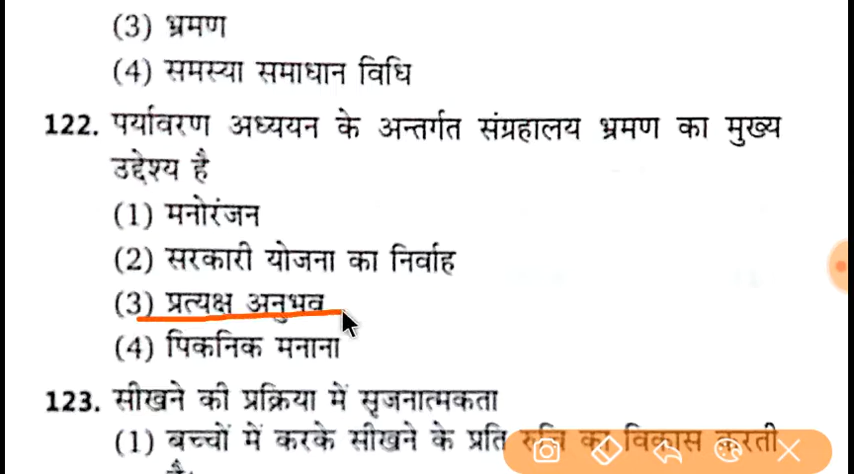 (3) भ्रमण
(4) समस्या समाधान विधि
122. पर्यावरण अध्ययन के अन्तर्गत संग्रहालय भ्रमण का मुख्य
उद्देश्य है
(1) मनोरंजन
(2) सरकारी योजना का निर्वाह
(3) प्रत्यक्ष अनुभव
(4) पिकनिक मनाना
123. सीखने की प्रक्रिया में सृजनात्मकता
(1) बच्चों में करके सीखने के प्रति रुचि का विकास करती